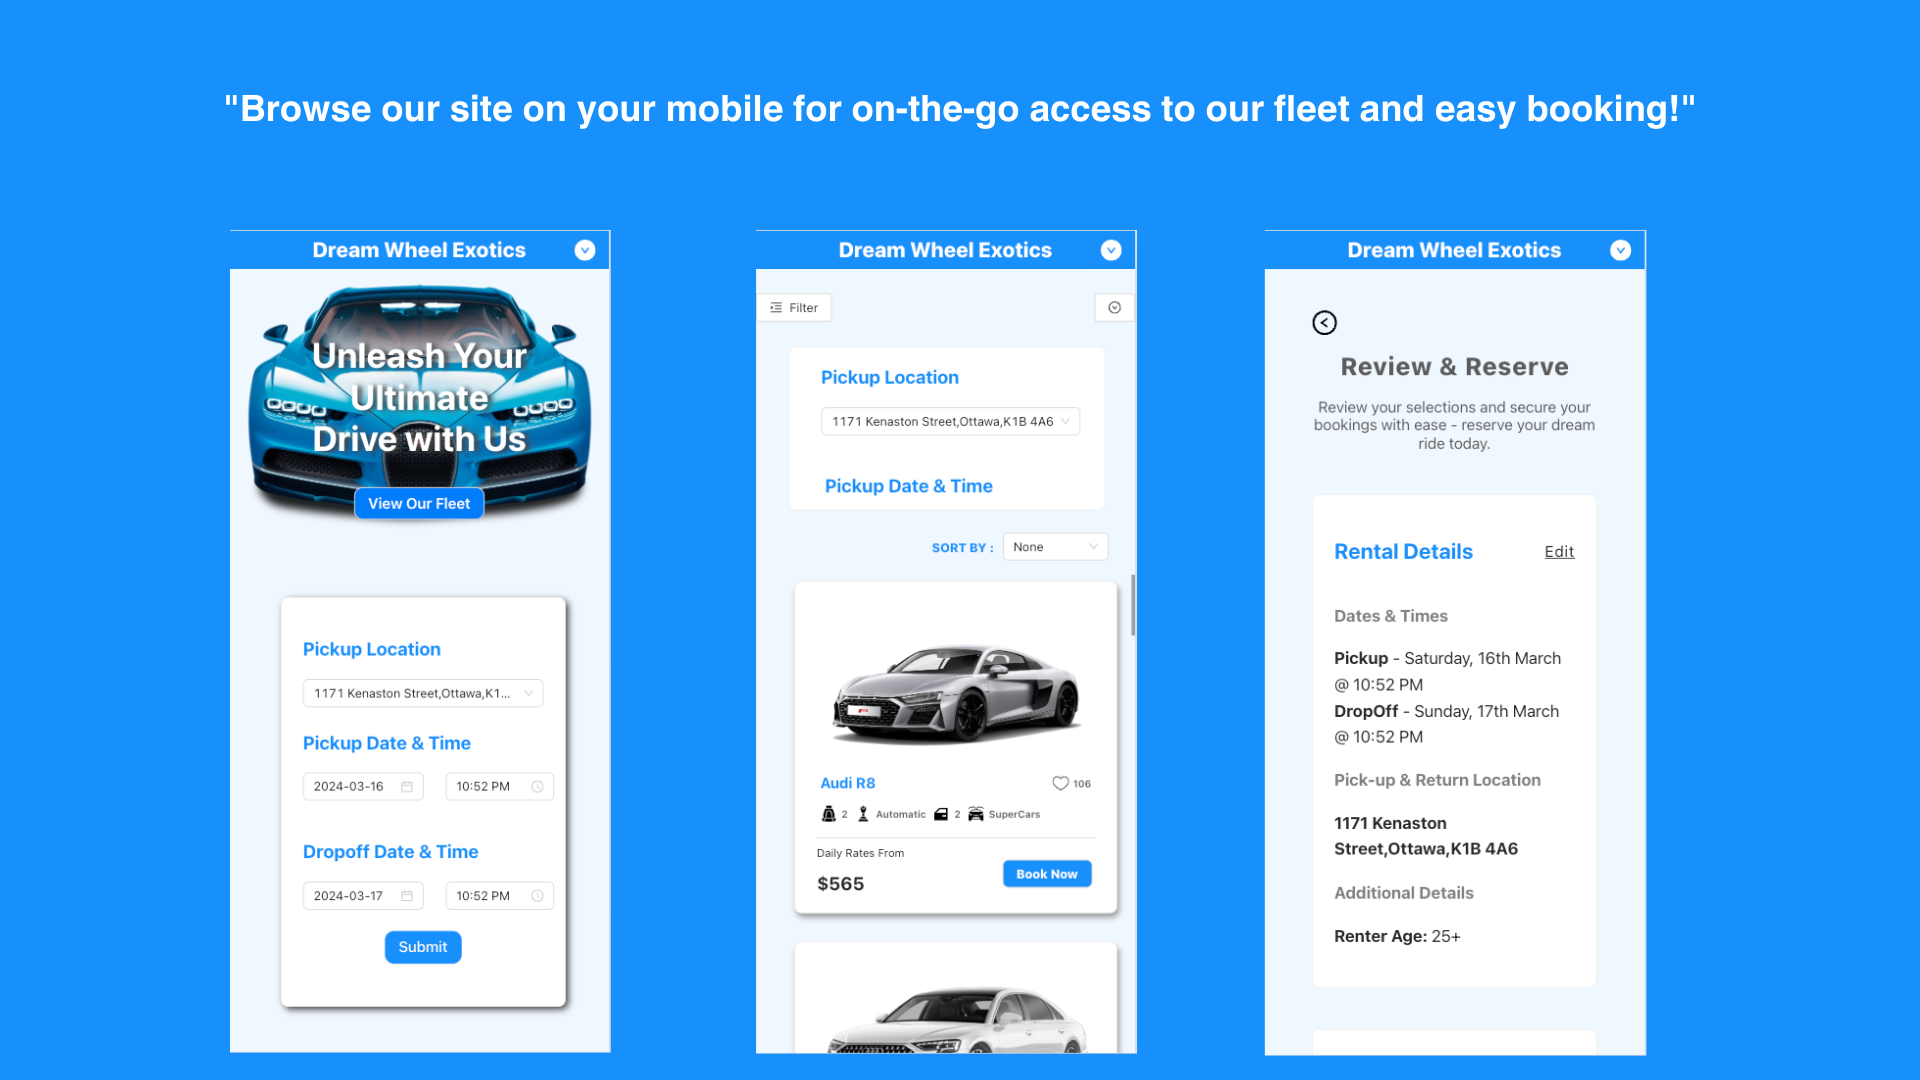 "Browse our site on your mobile for on-the-go access to our fleet and easy booking!"
Dream Wheel Exotics
Unleash Your
Ultimate
Drive with Us
View Our Fleet
Pickup Location
1171 Kenaston Street,Ottawa,K1...
Pickup Date & Time
2024-03-16
10:52 PM
Dropoff Date & Time
2024-03-17
10:52 PM
Submit
Dream Wheel Exotics
Filter
Pickup Location
1171 Kenaston Street,Ottawa,K1B 4A6
Pickup Date & Time
SORT BY :
None
Audi R8
106
2 Automatic 2 SuperCars
Daily Rates From
$565
Book Now
Dream Wheel Exotics
Review & Reserve
Review your selections and secure your
bookings with ease - reserve your dream
ride today.
Rental Details
Edit
Dates & Times
Pickup - Saturday, 16th March
@ 10:52 PM
DropOff - Sunday, 17th March
@ 10:52 PM
Pick-up & Return Location
1171 Kenaston
Street,Ottawa,K1B 4A6
Additional Details
Renter Age: 25+